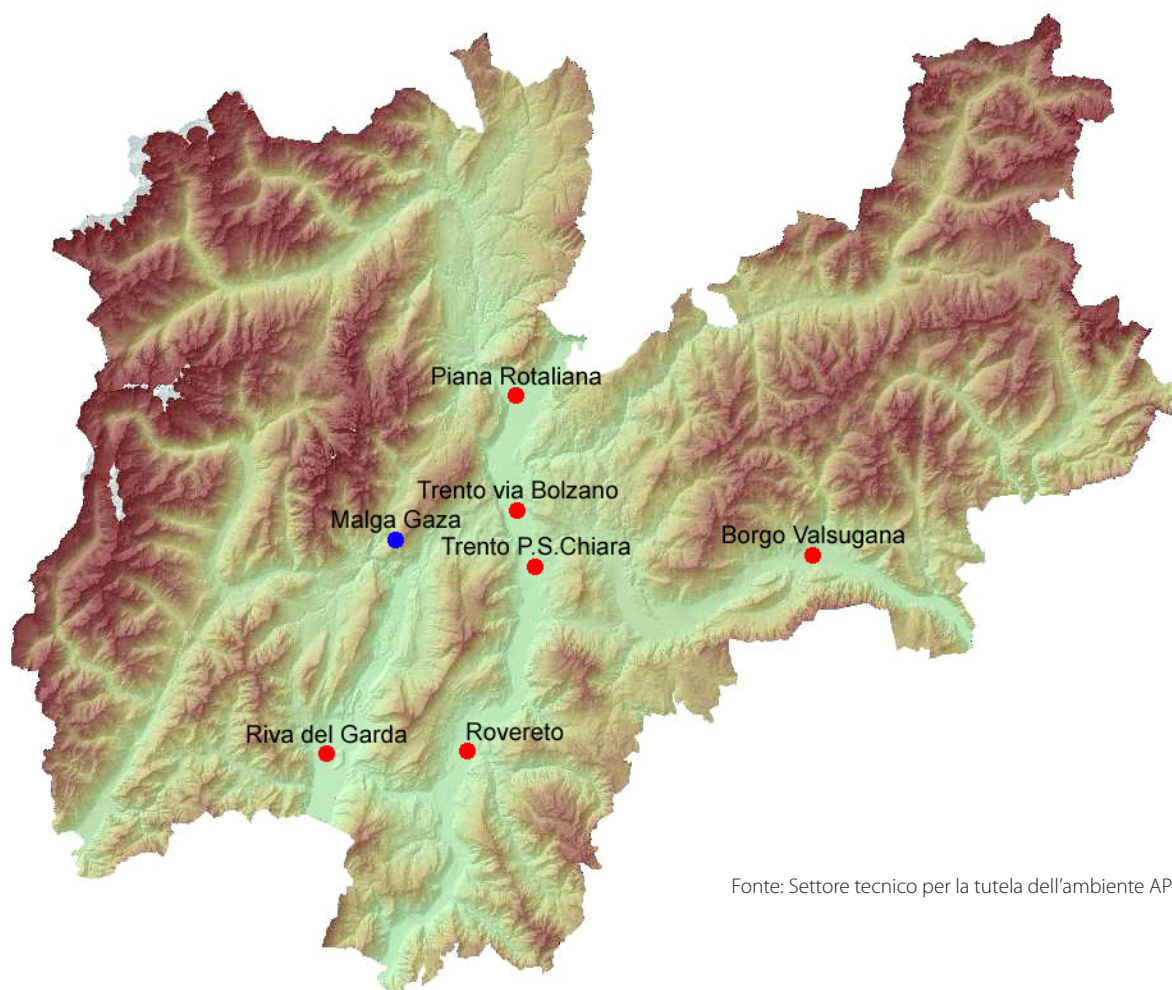 Piana Rotaliana
Trento via Bolzano
Malga Gaza
Trento P.S.Chiara
Borgo Valsugana
Riva del Garda
Rovereto
Fonte: Settore tecnico per la tutela dell’ambiente AP